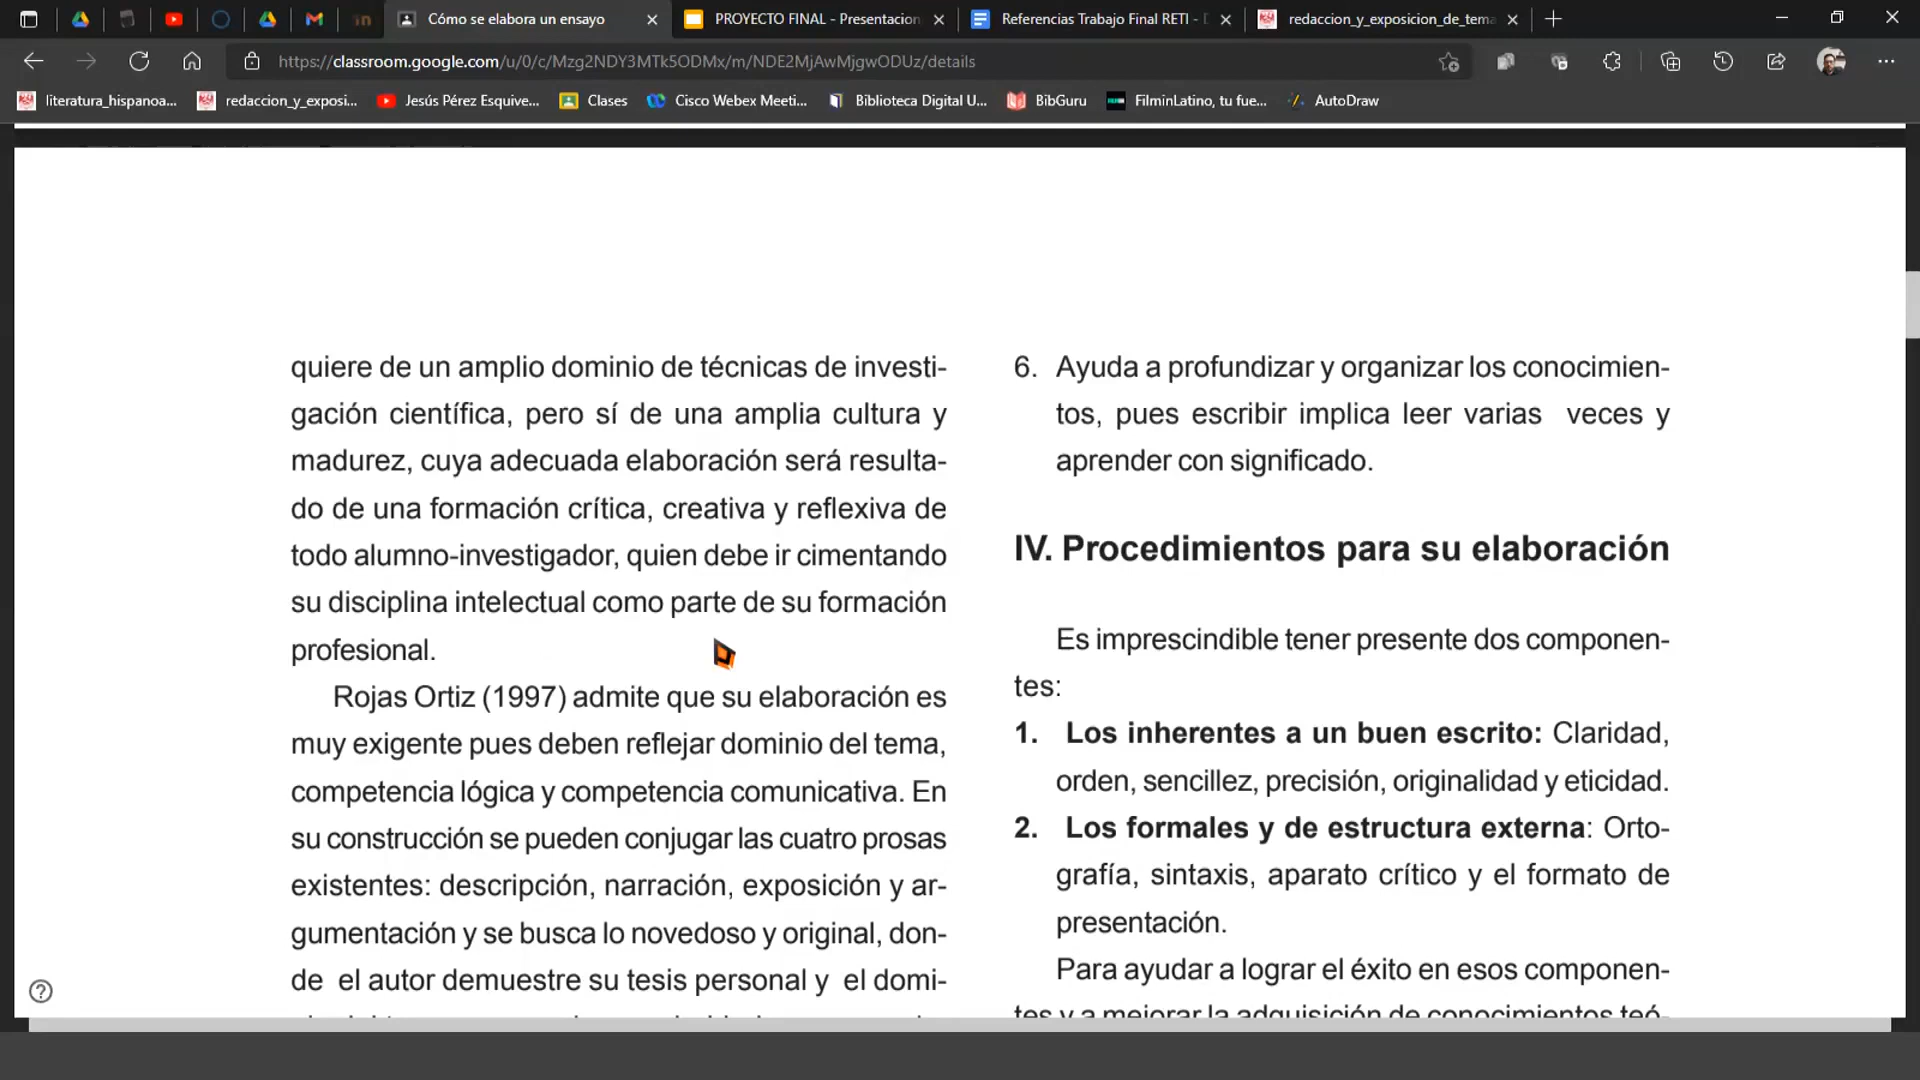 Cómo se elabora un ensayo
PROYECTO FINAL - Presentacion
Referencias Trabajo Final RETI - D
redaccion_y_exposicion_de_tema
https://classroom.google.com/u/0/c/Mzg2NDY3MTk5ODMx/m/NDE2MjAwMjgwODUz/details
literatura_hispanoa...
redaccion_y_exposi...
Jesús Pérez Esquive...
Clases
Cisco Webex Meeti...
Biblioteca Digital U...
BibGuru
FilminLatino, tu fue...
AutoDraw
quiere de un amplio dominio de técnicas de investi-
gación científica, pero sí de una amplia cultura y
madurez, cuya adecuada elaboración será resulta-
do de una formación crítica, creativa y reflexiva de
todo alumno-investigador, quien debe ir cimentando
su disciplina intelectual como parte de su formación
profesional.
Rojas Ortiz (1997) admite que su elaboración es
muy exigente pues deben reflejar dominio del tema,
competencia lógica y competencia comunicativa. En
su construcción se pueden conjugar las cuatro prosas
existentes: descripción, narración, exposición y ar-
gumentación y se busca lo novedoso y original, don-
de el autor demuestre su tesis personal y el domi-
6. Ayuda a profundizar y organizar los conocimien-
tos, pues escribir implica leer varias veces y
aprender con significado.
IV. Procedimientos para su elaboración
Es imprescindible tener presente dos componen-
tes:
1. Los inherentes a un buen escrito: Claridad,
orden, sencillez, precisión, originalidad y eticidad.
2. Los formales y de estructura externa: Orto-
grafía, sintaxis, aparato crítico y el formato de
presentación.
Para ayudar a lograr el éxito en esos componen-
tes y a mejorar la adquisición de conocimientos teó-